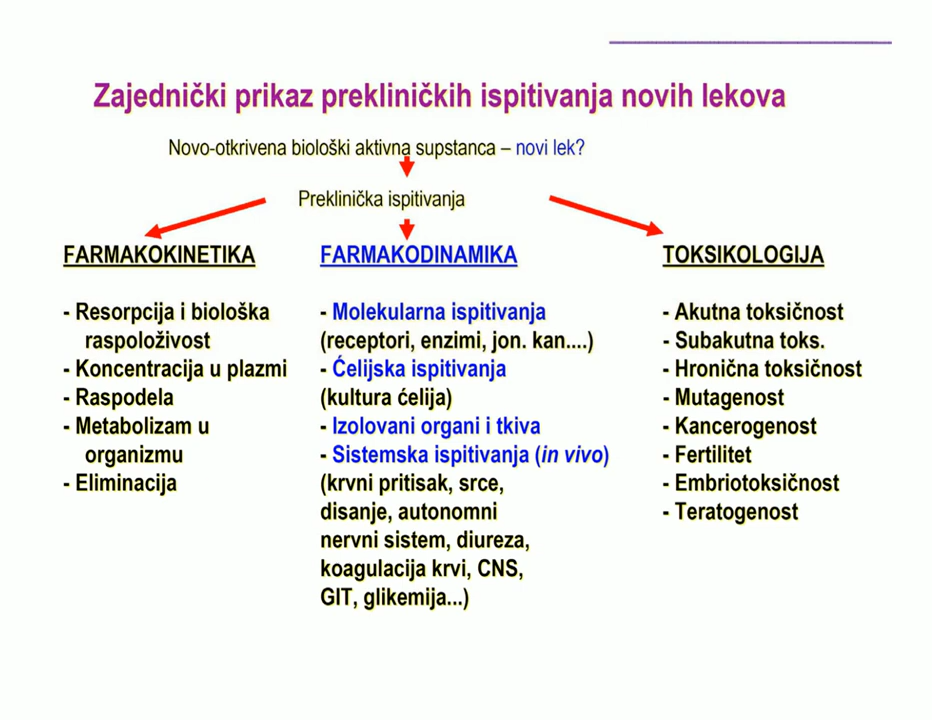 Zajednički prikaz prekliničkih ispitivanja novih lekova
Novo-otkrivena biološki aktivna supstanca – novi lek?
Preklinička ispitivanja
FARMAKOKINETIKA
- Resorpcija i biološka
raspoloživost
- Koncentracija u plazmi
- Raspodela
- Metabolizam u
organizmu
- Eliminacija
FARMAKODINAMIKA
- Molekularna ispitivanja
(receptori, enzimi, jon. kan....)
- Ćelijska ispitivanja
(kultura ćelija)
- Izolovani organi i tkiva
- Sistemska ispitivanja (in vivo)
(krvni pritisak, srce,
disanje, autonomni
nervni sistem, diureza,
koagulacija krvi, CNS,
GIT, glikemija...)
TOKSIKOLOGIJA
- Akutna toksičnost
- Subakutna toks.
- Hronična toksičnost
- Mutagenost
- Kancerogenost
- Fertilitet
- Embriotoksičnost
- Teratogenost